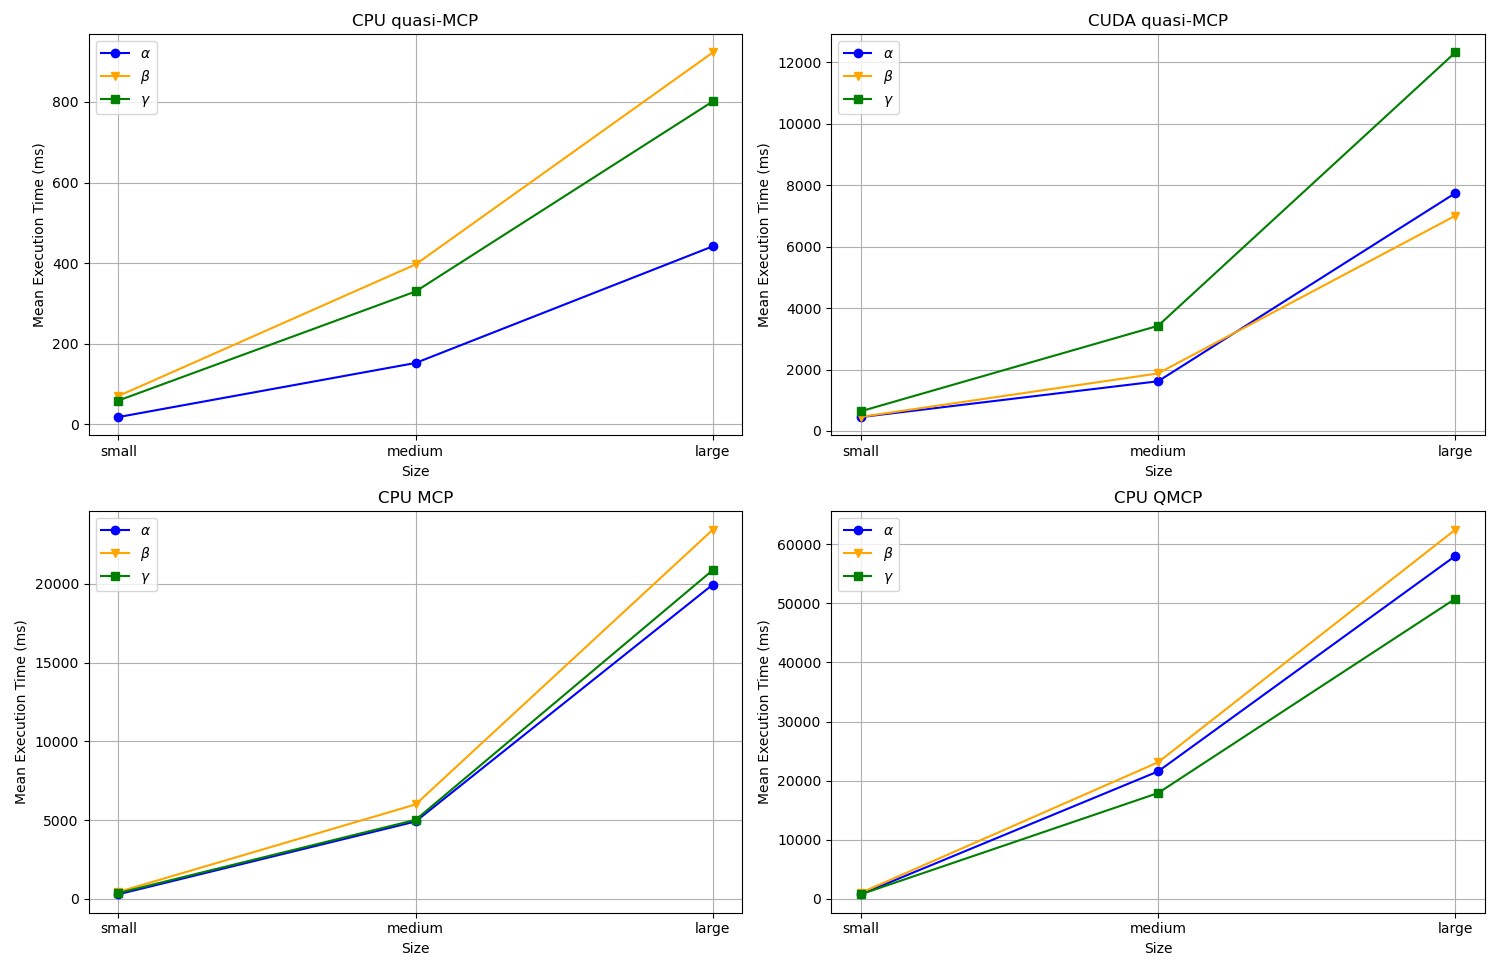 CPU quasi-MCP
α
β
γ
Mean Execution Time (ms)
800
600
400
200
0
small medium large
Size
CUDA quasi-MCP
α
β
γ
Mean Execution Time (ms)
12000
10000
8000
6000
4000
2000
0
small medium large
Size
CPU MCP
α
β
γ
Mean Execution Time (ms)
20000
15000
10000
5000
0
small medium large
Size
CPU QMCP
α
β
γ
Mean Execution Time (ms)
60000
50000
40000
30000
20000
10000
0
small medium large
Size